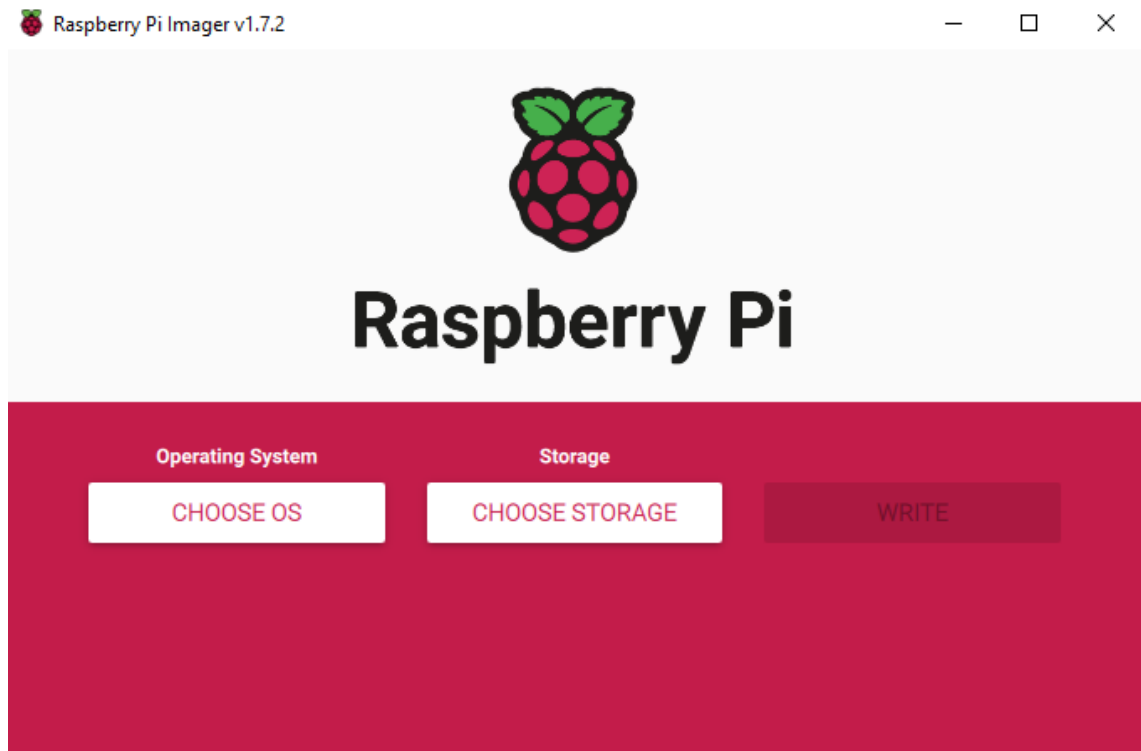 Raspberry Pi Imager v1.7.2
Raspberry Pi
Operating System
Storage
CHOOSE OS
CHOOSE STORAGE
WRITE